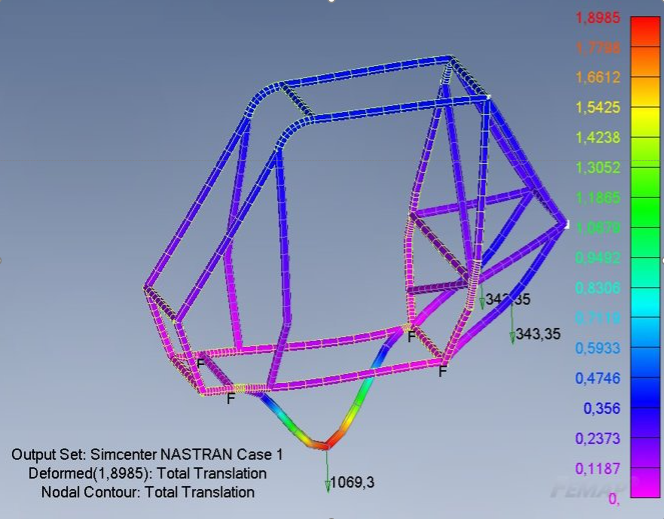 1,8985
1,7798
1,6612
1,5425
1,4238
1,3052
1,1865
1,0679
0,9492
0,8306
0,7119
0,5933
0,4746
0,356
0,2373
0,1187
0,
343,35
343,35
F
F
F
F
1069,3
Output Set: Simcenter NASTRAN Case 1
Deformed(1,8985): Total Translation
Nodal Contour: Total Translation
FEMAP